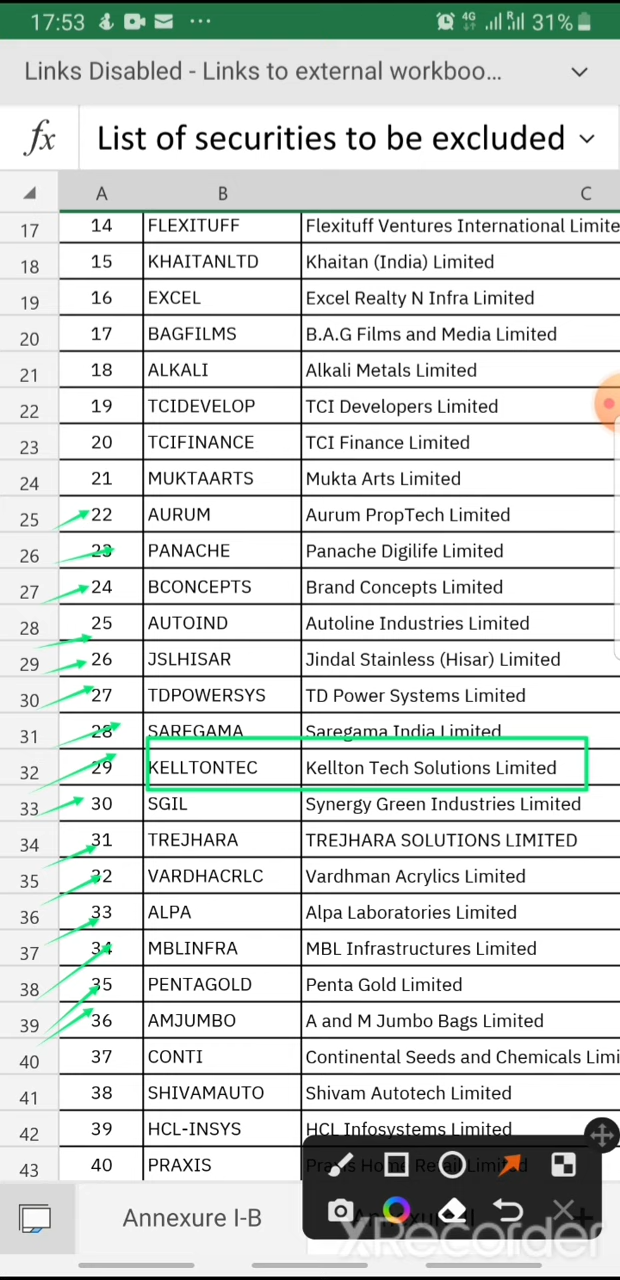 17:53 4G R 31%
Links Disabled - Links to external workboo...
fx List of securities to be excluded
A B C
17 14 FLEXITUFF Flexituff Ventures International Limite
18 15 KHAITANLTD Khaitan (India) Limited
19 16 EXCEL Excel Realty N Infra Limited
20 17 BAGFILMS B.A.G Films and Media Limited
21 18 ALKALI Alkali Metals Limited
22 19 TCIDEVELOP TCI Developers Limited
23 20 TCIFINANCE TCI Finance Limited
24 21 MUKTAARTS Mukta Arts Limited
25 22 AURUM Aurum PropTech Limited
26 23 PANACHE Panache Digilife Limited
27 24 BCONCEPTS Brand Concepts Limited
28 25 AUTOIND Autoline Industries Limited
29 26 JSLHISAR Jindal Stainless (Hisar) Limited
30 27 TDPOWERSYS TD Power Systems Limited
31 28 SAREGAMA Saregama India Limited
32 29 KELLTONTEC Kellton Tech Solutions Limited
33 30 SGIL Synergy Green Industries Limited
34 31 TREJHARA TREJHARA SOLUTIONS LIMITED
35 32 VARDHACRLC Vardhman Acrylics Limited
36 33 ALPA Alpa Laboratories Limited
37 34 MBLINFRA MBL Infrastructures Limited
38 35 PENTAGOLD Penta Gold Limited
39 36 AMJUMBO A and M Jumbo Bags Limited
40 37 CONTI Continental Seeds and Chemicals Limi
41 38 SHIVAMAUTO Shivam Autotech Limited
42 39 HCL-INSYS HCL Infosystems Limited
43 40 PRAXIS Praxis Home Retail Limited
Annexure I-B
XRecorder